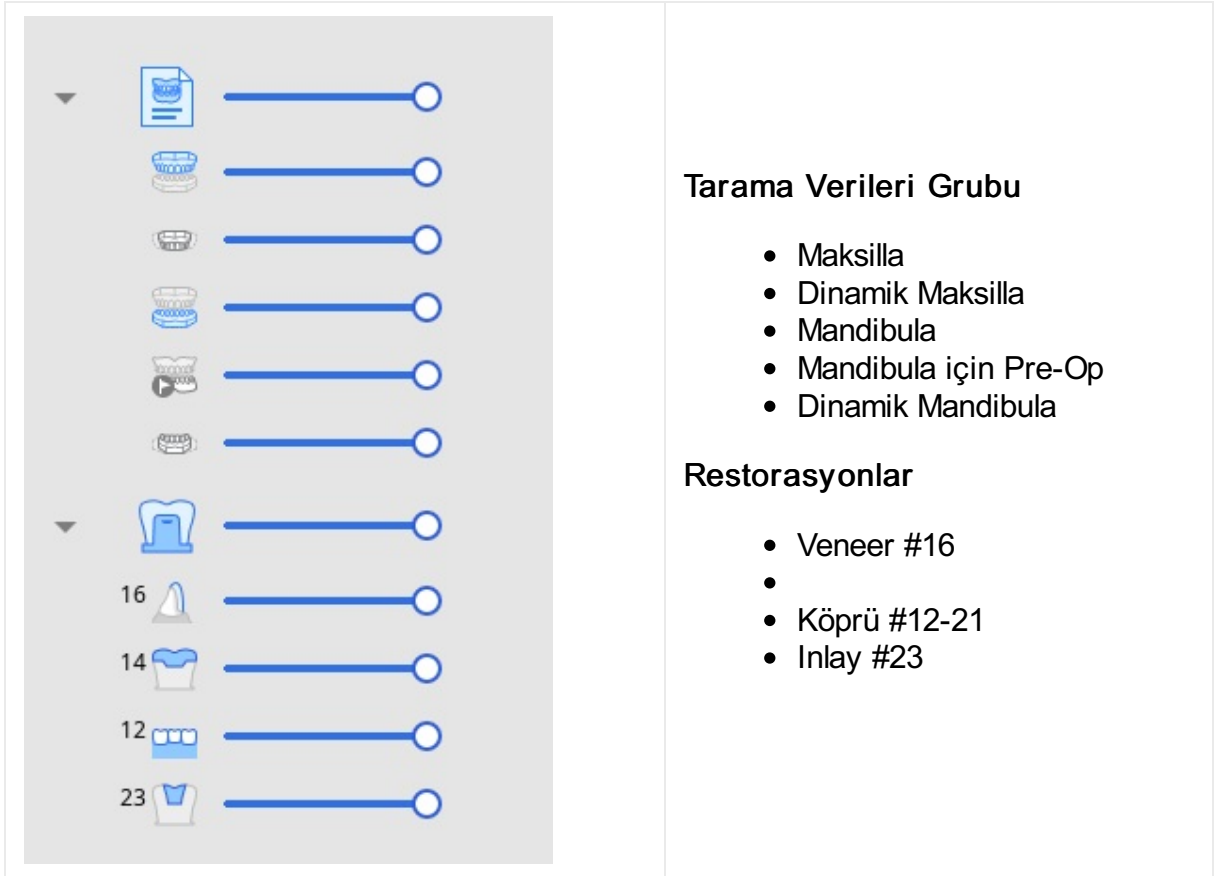 16
14
12
23
Tarama Verileri Grubu
• Maksilla
• Dinamik Maksilla
• Mandibula
• Mandibula için Pre-Op
• Dinamik Mandibula
Restorasyonlar
• Veneer #16
•
• Köprü #12-21
• Inlay #23